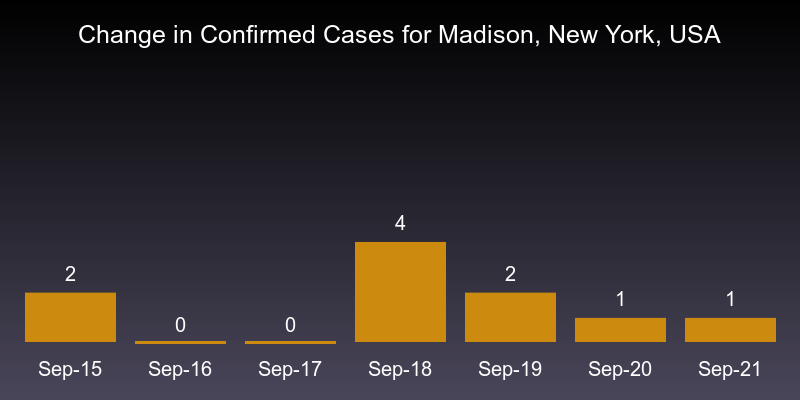 Change in Confirmed Cases for Madison, New York, USA
4
2
2
1
1
0
0
Sep-15
Sep-16
Sep-17
Sep-18
Sep-19
Sep-20
Sep-21